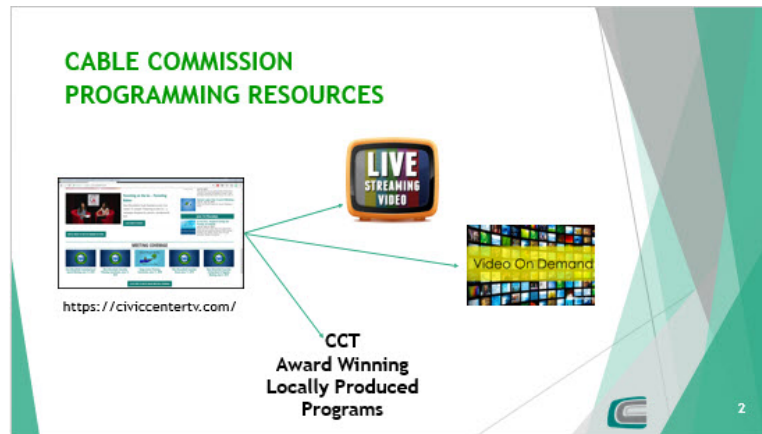 CABLE COMMISSION
PROGRAMMING RESOURCES
LIVE
STREAMING
VIDEO
Video On Demand
https://civiccentertv.com/
CCT
Award Winning
Locally Produced
Programs
2